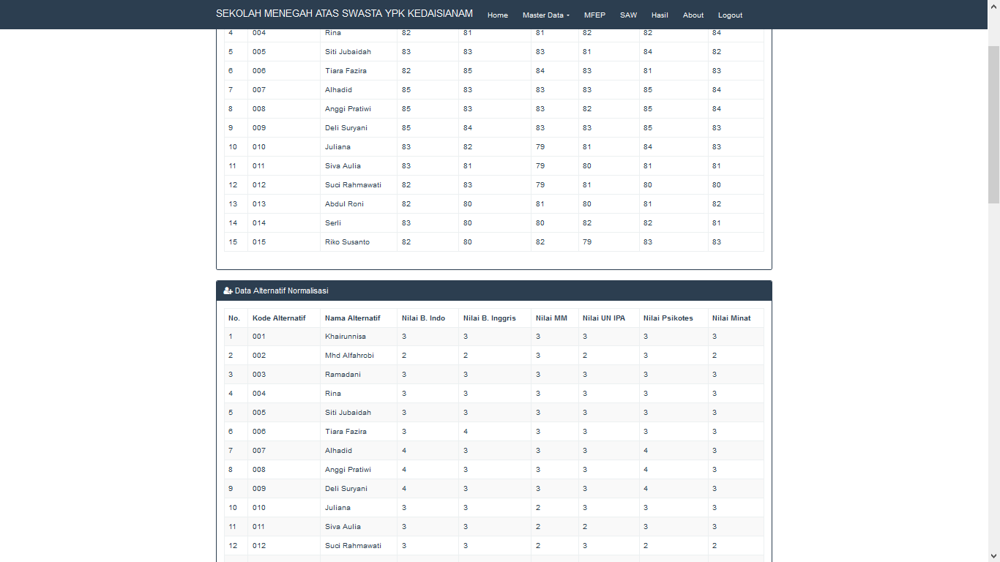 SEKOLAH MENEGAH ATAS SWASTA YPK KEDAISIANAM Home Master Data MFEP SAW Hasil About Logout
4 004 Rina 82 81 81 82 82 84
5 005 Siti Jubaidah 83 83 83 81 84 82
6 006 Tiara Fazira 82 85 84 83 81 83
7 007 Alhadid 85 83 83 83 85 84
8 008 Anggi Pratiwi 85 83 83 82 85 84
9 009 Deli Suryani 85 84 83 83 85 83
10 010 Juliana 83 82 79 81 84 83
11 011 Siva Aulia 83 81 79 80 81 81
12 012 Suci Rahmawati 82 83 79 81 80 80
13 013 Abdul Roni 82 80 81 80 81 82
14 014 Serli 83 80 80 82 82 81
15 015 Riko Susanto 82 80 82 79 83 83
Data Alternatif Normalisasi
No. Kode Alternatif Nama Alternatif Nilai B. Indo Nilai B. Inggris Nilai MM Nilai UN IPA Nilai Psikotes Nilai Minat
1 001 Khairunnisa 3 3 3 3 3 3
2 002 Mhd Alfahrobi 2 2 3 2 3 2
3 003 Ramadani 3 3 3 3 3 3
4 004 Rina 3 3 3 3 3 3
5 005 Siti Jubaidah 3 3 3 3 3 3
6 006 Tiara Fazira 3 4 3 3 3 3
7 007 Alhadid 4 3 3 3 4 3
8 008 Anggi Pratiwi 4 3 3 3 4 3
9 009 Deli Suryani 4 3 3 3 4 3
10 010 Juliana 3 3 2 3 3 3
11 011 Siva Aulia 3 3 2 2 3 3
12 012 Suci Rahmawati 3 3 2 3 2 2